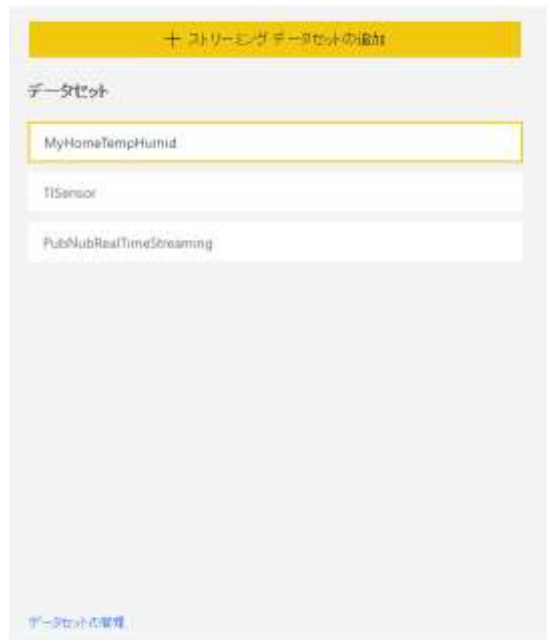 ＋ ストリーミング データセットの追加
データセット
MyHomeTempHumid
TISensor
PubNubRealTimeStreaming
データセットの管理